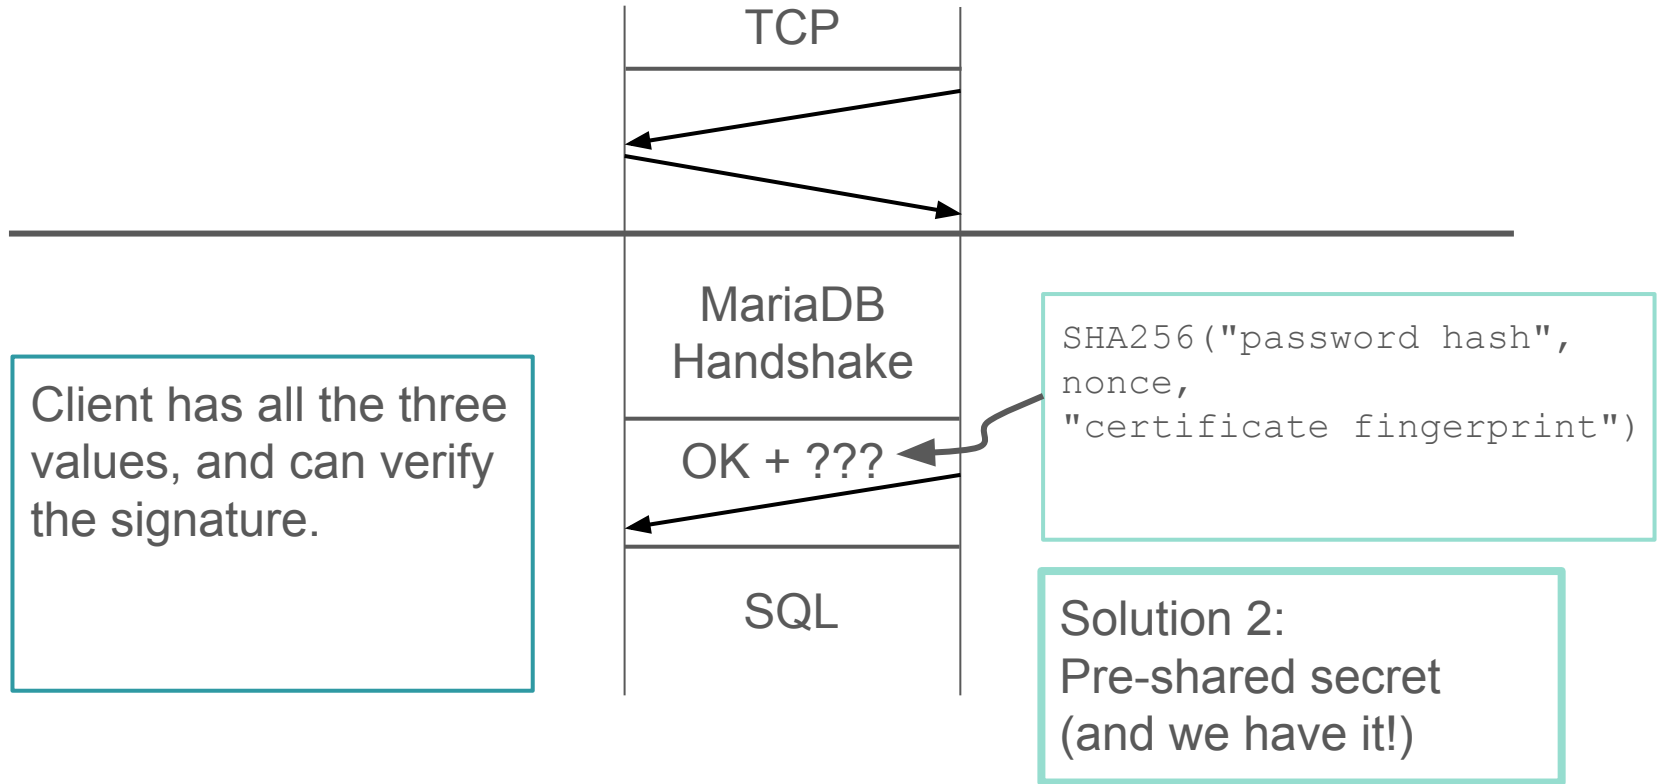 TCP
MariaDB
Handshake
Client has all the three
values, and can verify
the signature.
OK + ???
SHA256("password hash",
nonce,
"certificate fingerprint")
SQL
Solution 2:
Pre-shared secret
(and we have it!)